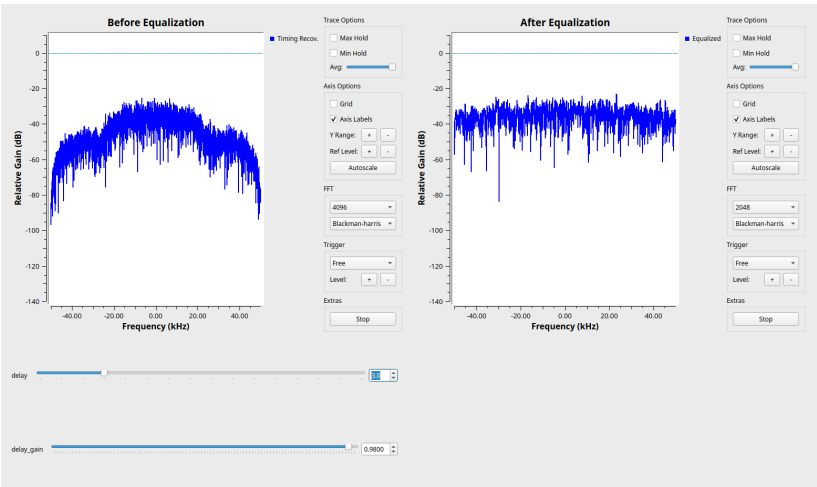 Before Equalization
Timing Recov.
0
-20
-40
-60
-80
-100
-120
-140
Relative Gain (dB)
-40.00 -20.00 0.00 20.00 40.00
Frequency (kHz)
Trace Options
Max Hold
Min Hold
Avg:
Axis Options
Grid
Axis Labels
Y Range: + -
Ref Level: + -
Autoscale
FFT
4096
Blackman-harris
Trigger
Free
Level: + -
Extras
Stop
After Equalization
Equalized
0
-20
-40
-60
-80
-100
-120
-140
Relative Gain (dB)
-40.00 -20.00 0.00 20.00 40.00
Frequency (kHz)
Trace Options
Max Hold
Min Hold
Avg:
Axis Options
Grid
Axis Labels
Y Range: + -
Ref Level: + -
Autoscale
FFT
2048
Blackman-harris
Trigger
Free
Level: + -
Extras
Stop
delay
delay_gain 0.9800